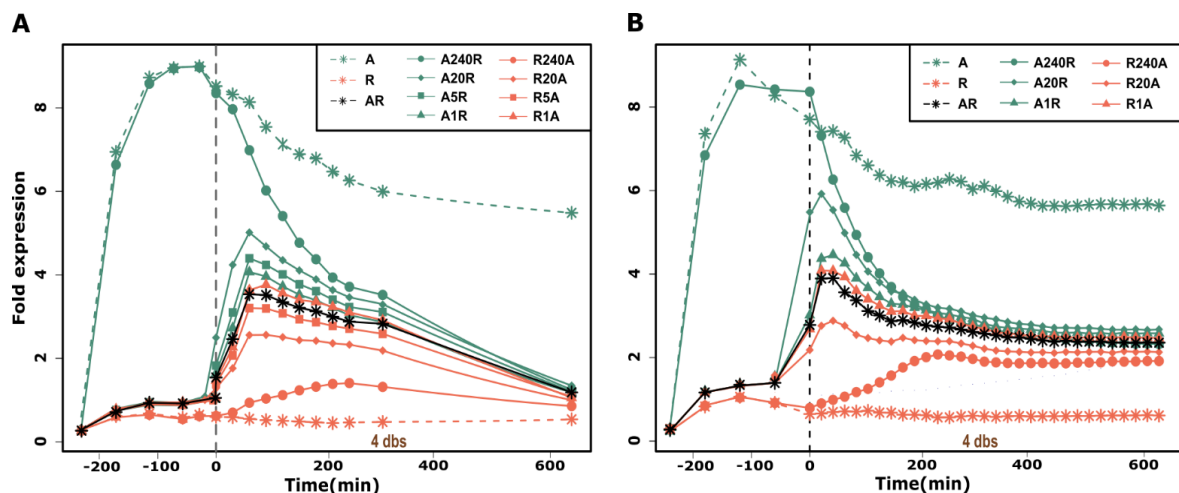 A
B
A A240R R240A
R A20R R20A
AR A5R R5A
A1R R1A
A A240R R240A
R A20R R20A
AR A1R R1A
Fold expression
8
6
4
2
0
8
6
4
2
0
4 dbs
4 dbs
-200 -100 0 200 400 600
-200 -100 0 200 400 600
Time(min)
Time(min)